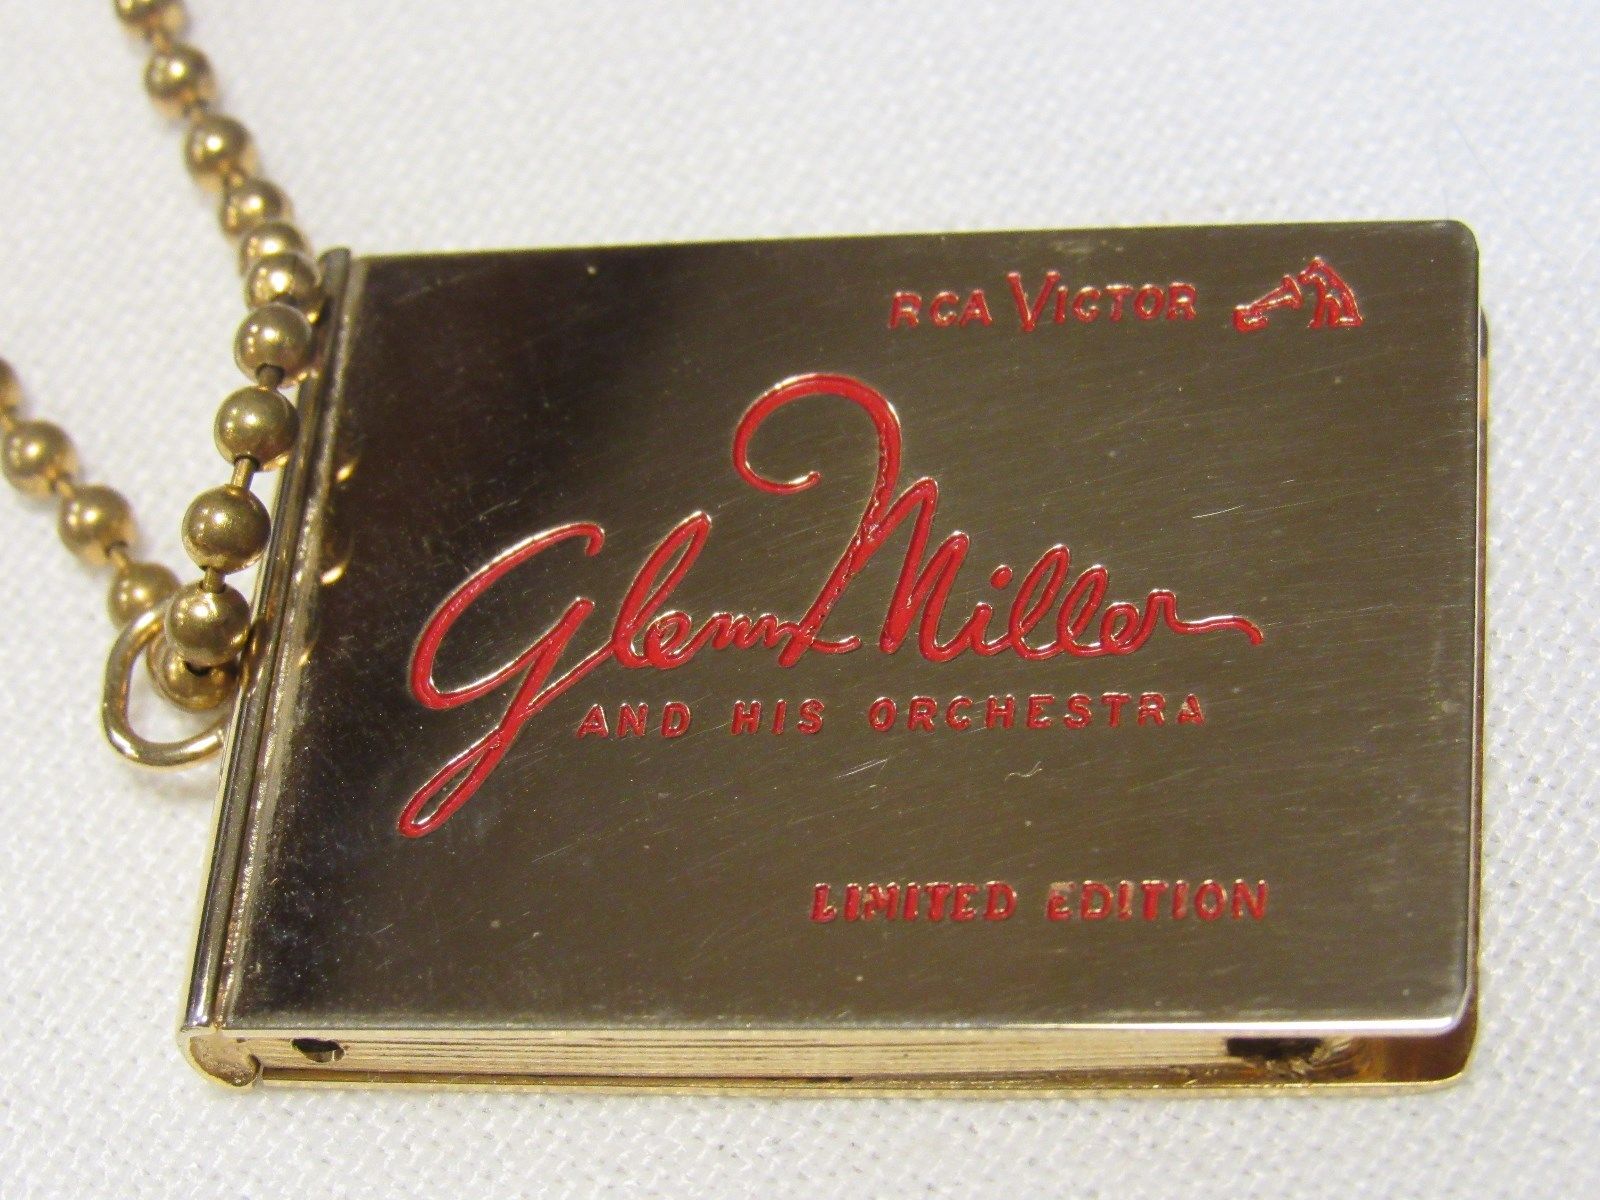 RCA VICTOR
Glenn Miller
AND HIS ORCHESTRA
LIMITED EDITION